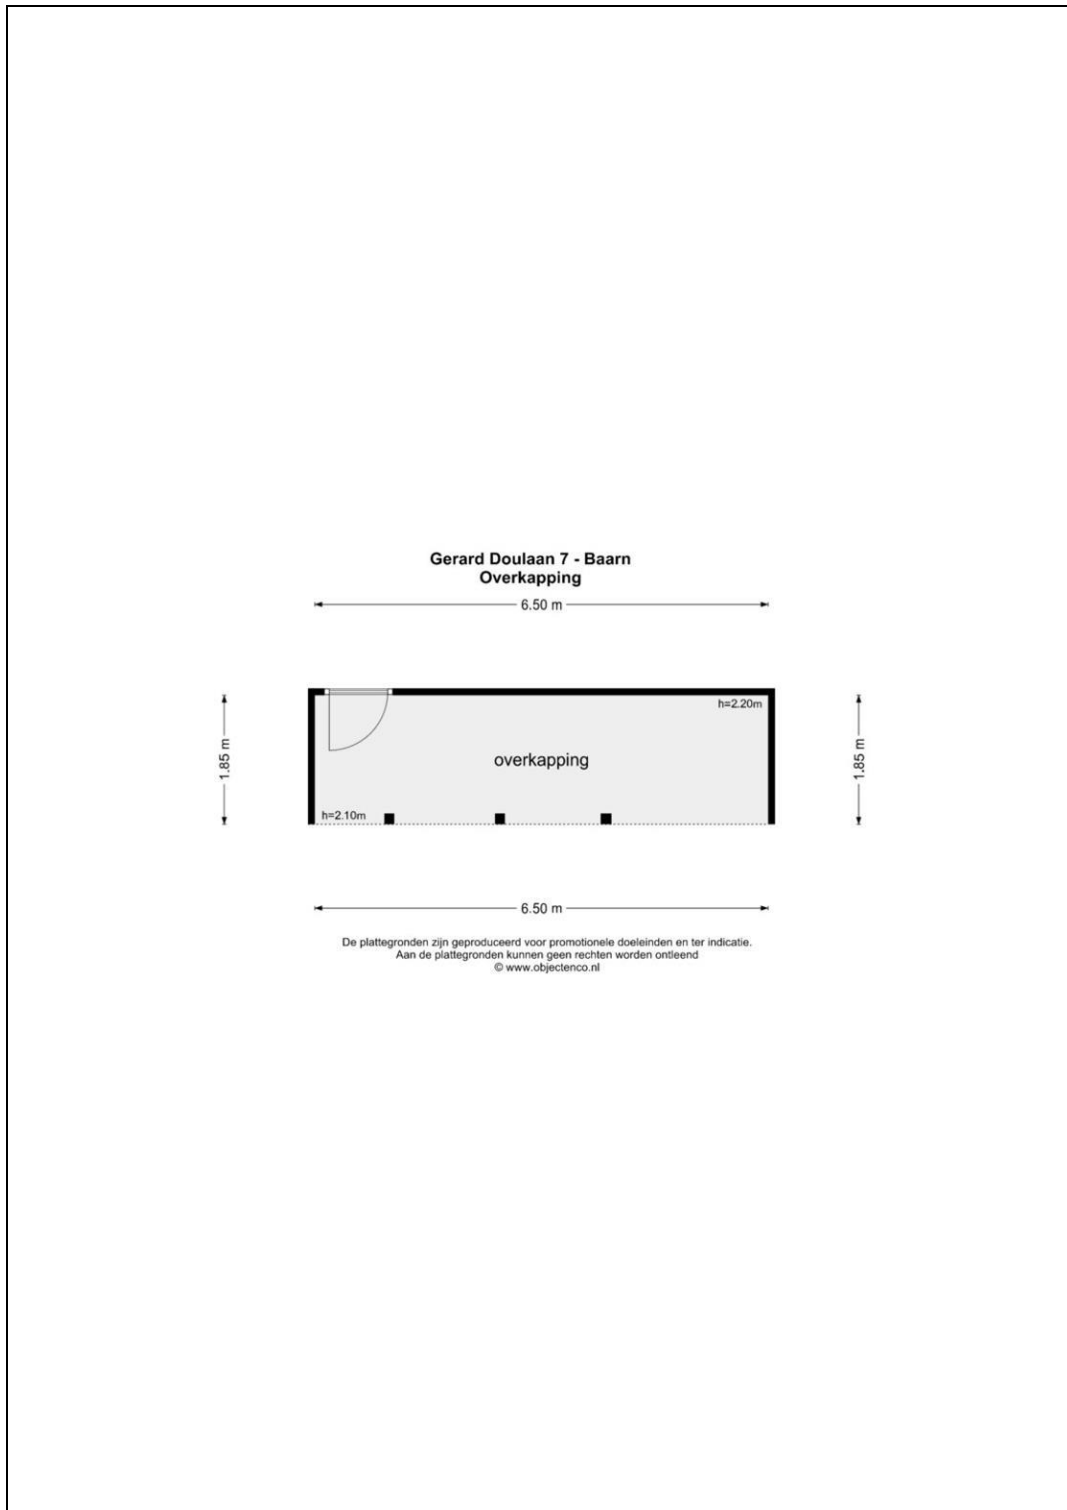 Gerard Doulaan 7 - Baarn
Overkapping
6.50 m
h=2.20m
1.85 m
overkapping
1.85 m
h=2.10m
6.50 m
De plattegronden zijn geproduceerd voor promotionele doeleinden en ter indicatie.
Aan de plattegronden kunnen geen rechten worden ontleend
© www.objectenco.nl